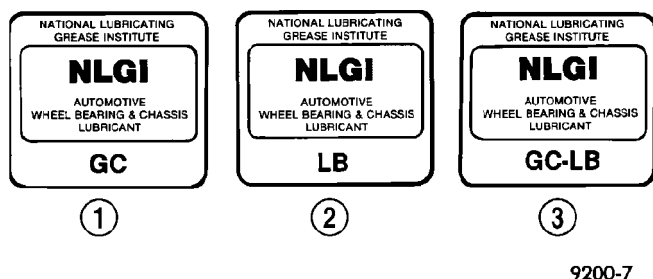 NATIONAL LUBRICATING
GREASE INSTITUTE
NLGI
AUTOMOTIVE
WHEEL BEARING & CHASSIS
LUBRICANT
GC
1
NATIONAL LUBRICATING
GREASE INSTITUTE
NLGI
AUTOMOTIVE
WHEEL BEARING & CHASSIS
LUBRICANT
LB
2
NATIONAL LUBRICATING
GREASE INSTITUTE
NLGI
AUTOMOTIVE
WHEEL BEARING & CHASSIS
LUBRICANT
GC-LB
3
9200-7